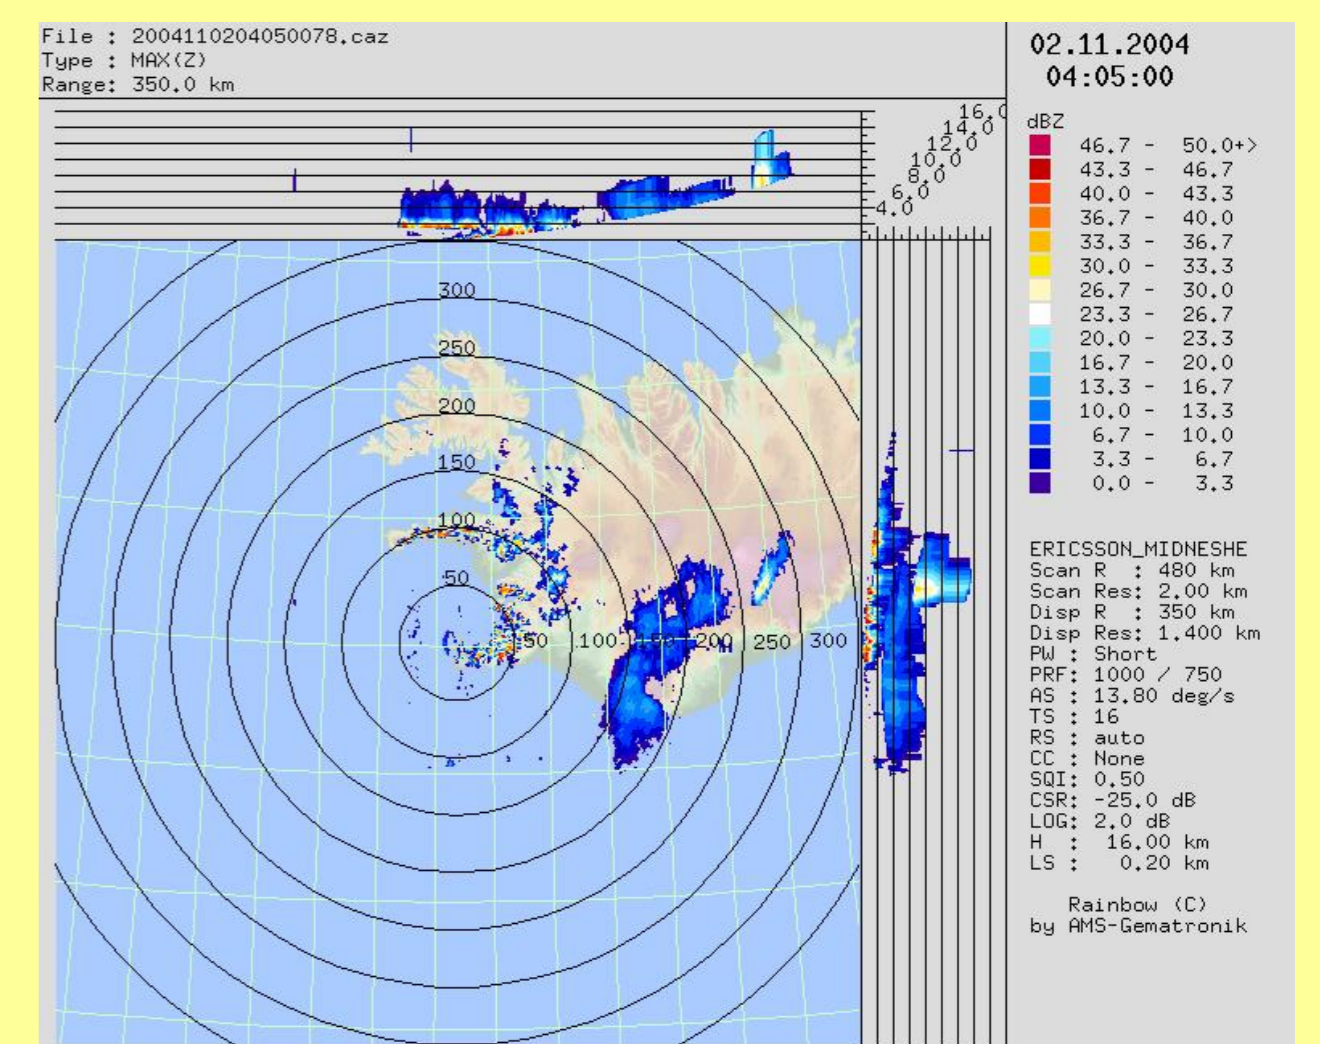 File : 2004110204050078.caz
Type : MAX(Z)
Range: 350.0 km
02.11.2004
04:05:00
16.0
14.0
12.0
10.0
8.0
6.0
4.0
dBZ
46.7 - 50.0+>
43.3 - 46.7
40.0 - 43.3
36.7 - 40.0
33.3 - 36.7
30.0 - 33.3
26.7 - 30.0
23.3 - 26.7
20.0 - 23.3
16.7 - 20.0
13.3 - 16.7
10.0 - 13.3
6.7 - 10.0
3.3 - 6.7
0.0 - 3.3
300
250
200
150
100
50
50 100 150 200 250 300
ERICSSON_MIDNESHE
Scan R : 480 km
Scan Res: 2.00 km
Disp R : 350 km
Disp Res: 1.400 km
PW : Short
PRF: 1000 / 750
AS : 13.80 deg/s
TS : 16
RS : auto
CC : None
SQI: 0.50
CSR: -25.0 dB
LOG: 2.0 dB
H : 16.00 km
LS : 0.20 km
Rainbow (C)
by AMS-Gematronik